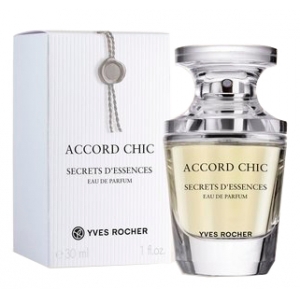 ACCORD CHIC
SECRETS D'ESSENCES
EAU DE PARFUM
YVES ROCHER
℮ 30 ml 1 fl.oz.
ACCORD CHIC
SECRETS D'ESSENCES
EAU DE PARFUM
YVES ROCHER